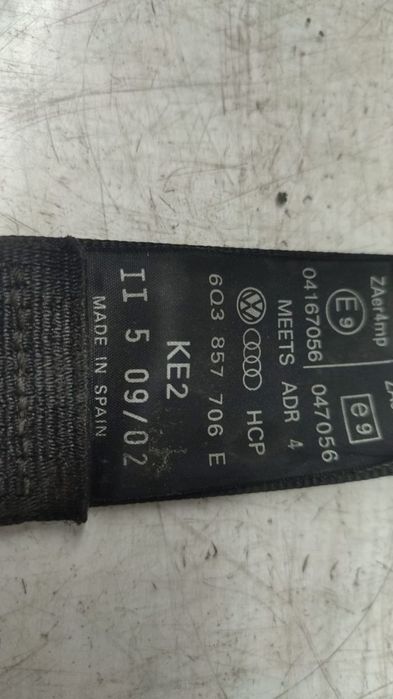 ZAer4mp
E9
e9
04167056 047056
MEETS ADR 4
HCP
6Q3 857 706 E
KE2
II 5 09/02
MADE IN SPAIN